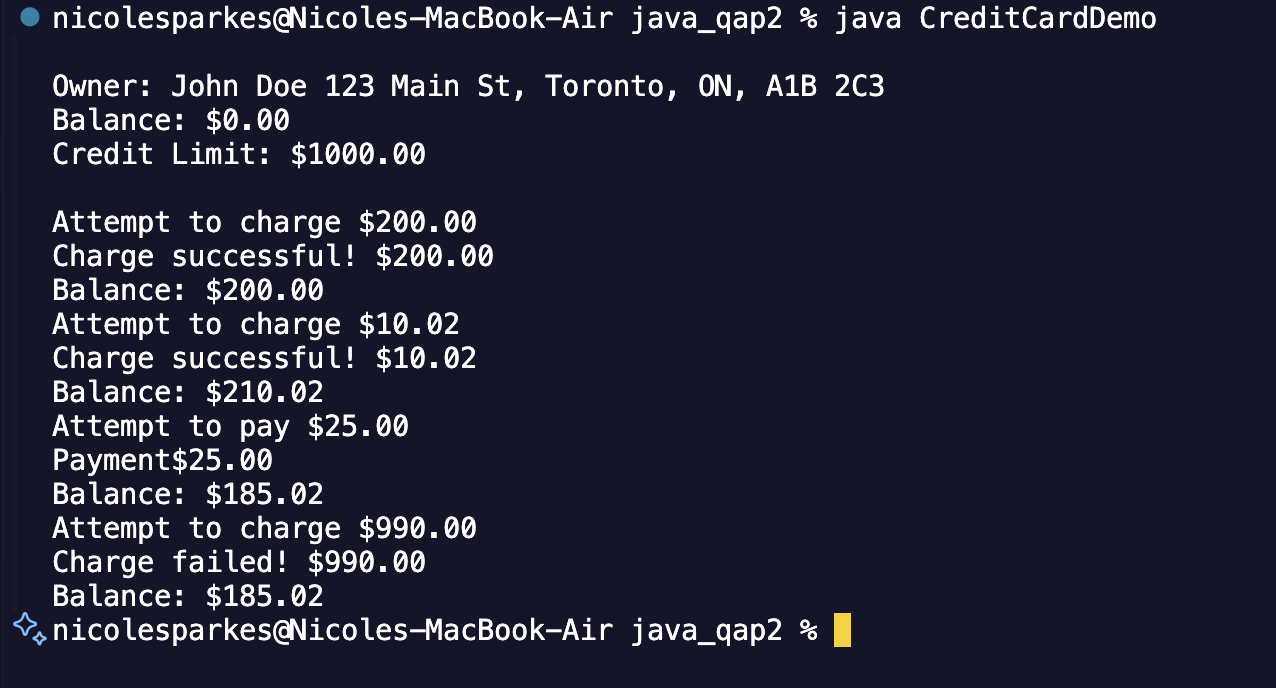 nicolesparkes@Nicoles-MacBook-Air java_qap2 % java CreditCardDemo
Owner: John Doe 123 Main St, Toronto, ON, A1B 2C3
Balance: $0.00
Credit Limit: $1000.00
Attempt to charge $200.00
Charge successful! $200.00
Balance: $200.00
Attempt to charge $10.02
Charge successful! $10.02
Balance: $210.02
Attempt to pay $25.00
Payment$25.00
Balance: $185.02
Attempt to charge $990.00
Charge failed! $990.00
Balance: $185.02
nicolesparkes@Nicoles-MacBook-Air java_qap2 %